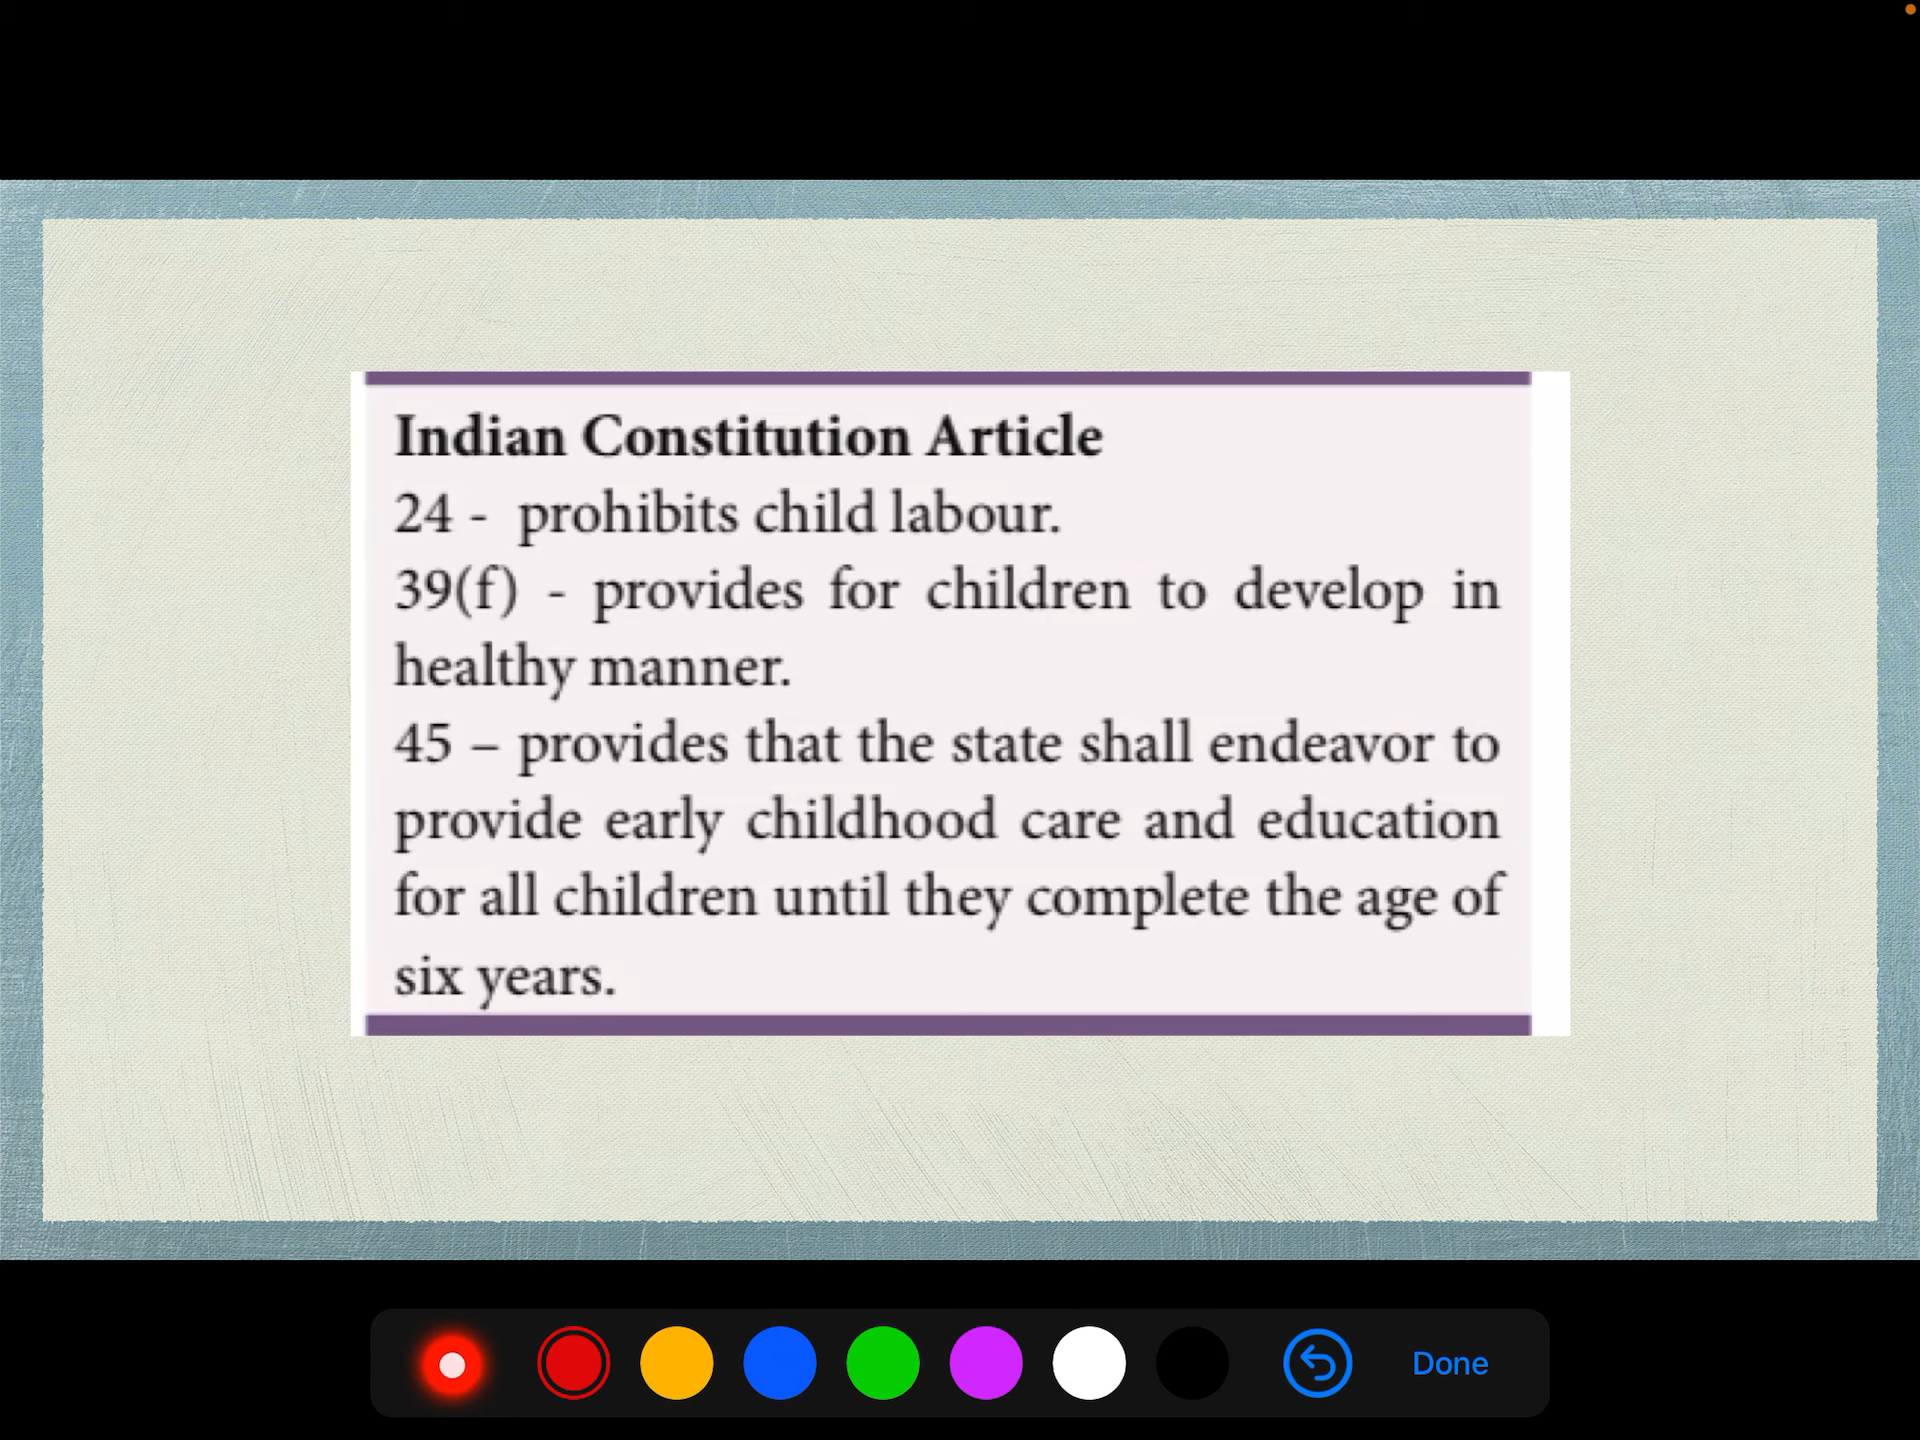 Indian Constitution Article
24 - prohibits child labour.
39(f) - provides for children to develop in
healthy manner.
45 – provides that the state shall endeavor to
provide early childhood care and education
for all children until they complete the age of
six years.
Done